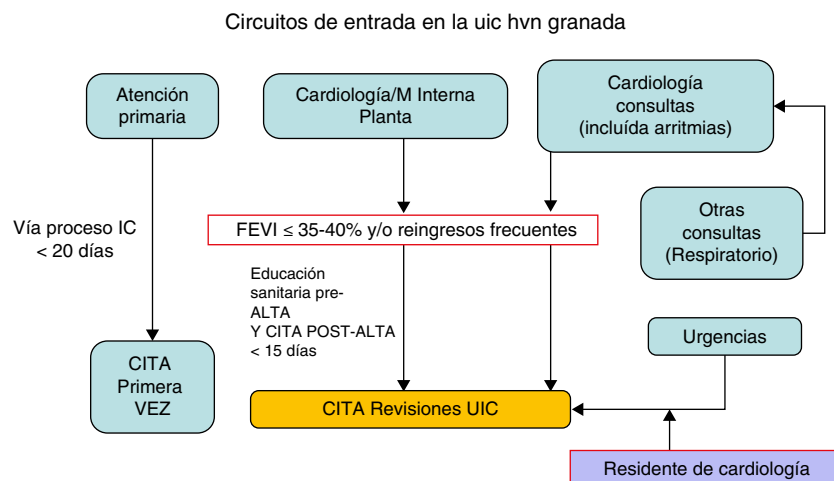 Circuitos de entrada en la uic hvn granada
Atención
primaria
Cardiología/M Interna
Planta
Cardiología
consultas
(incluída arritmias)
Vía proceso IC
< 20 días
FEVI ≤ 35-40% y/o reingresos frecuentes
Otras
consultas
(Respiratorio)
Educación
sanitaria pre-
ALTA
Y CITA POST-ALTA
< 15 días
Urgencias
CITA
Primera
VEZ
CITA Revisiones UIC
Residente de cardiología